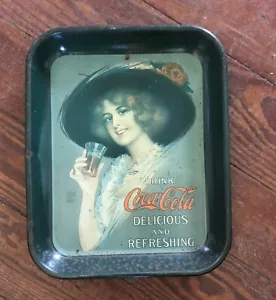 DRINK
Coca-Cola
DELICIOUS
AND
REFRESHING